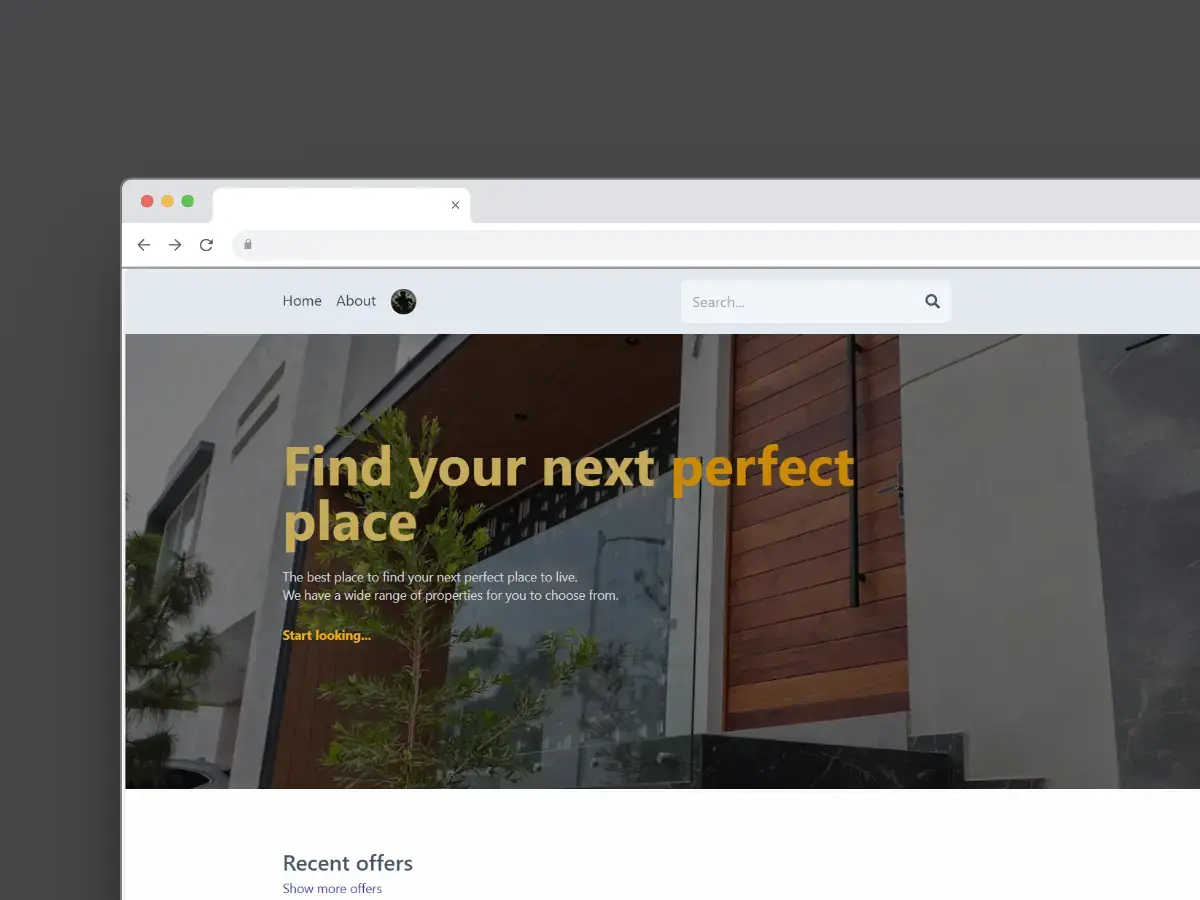 Home About Search...
Find your next perfect
place
The best place to find your next perfect place to live.
We have a wide range of properties for you to choose from.
Start looking...
Recent offers
Show more offers